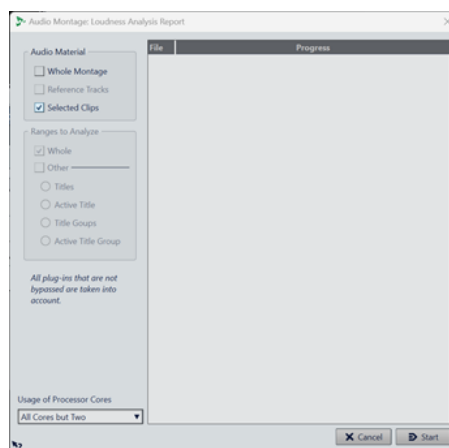 Audio Montage: Loudness Analysis Report
Audio Material
Whole Montage
Reference Tracks
Selected Clips
Ranges to Analyze
Whole
Other
Titles
Active Title
Title Goups
Active Title Group
All plug-ins that are not
bypassed are taken into
account.
Usage of Processor Cores
All Cores but Two
File Progress
Cancel Start